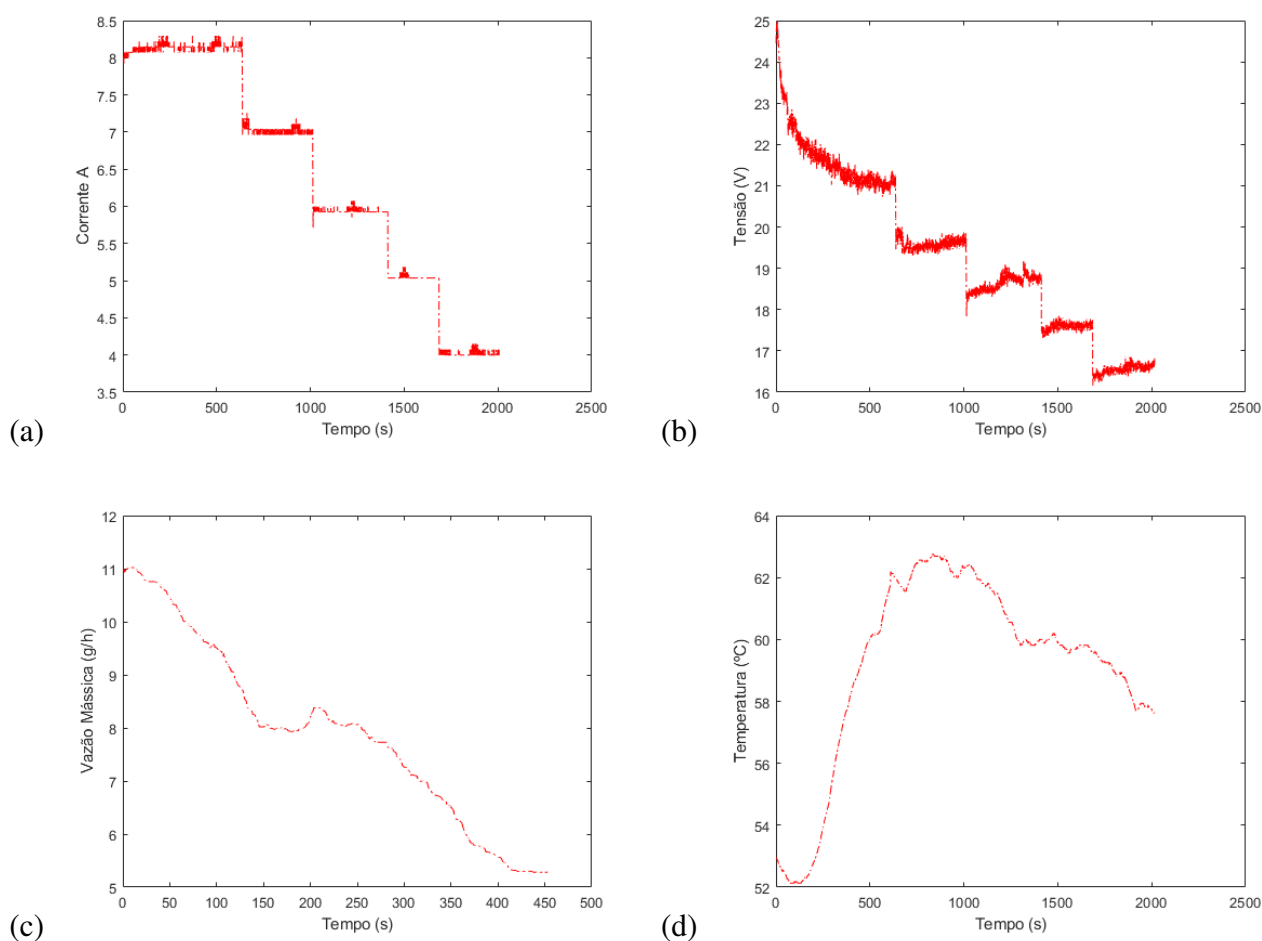 8.5
8
7.5
7
6.5
6
5.5
5
4.5
4
3.5
Corrente A
0 500 1000 1500 2000 2500
Tempo (s)
(a)
25
24
23
22
21
20
19
18
17
16
Tensão (V)
0 500 1000 1500 2000 2500
Tempo (s)
(b)
12
11
10
9
8
7
6
5
Vazão Mássica (g/h)
0 50 100 150 200 250 300 350 400 450 500
Tempo (s)
(c)
64
62
60
58
56
54
52
Temperatura (ºC)
0 500 1000 1500 2000 2500
Tempo (s)
(d)